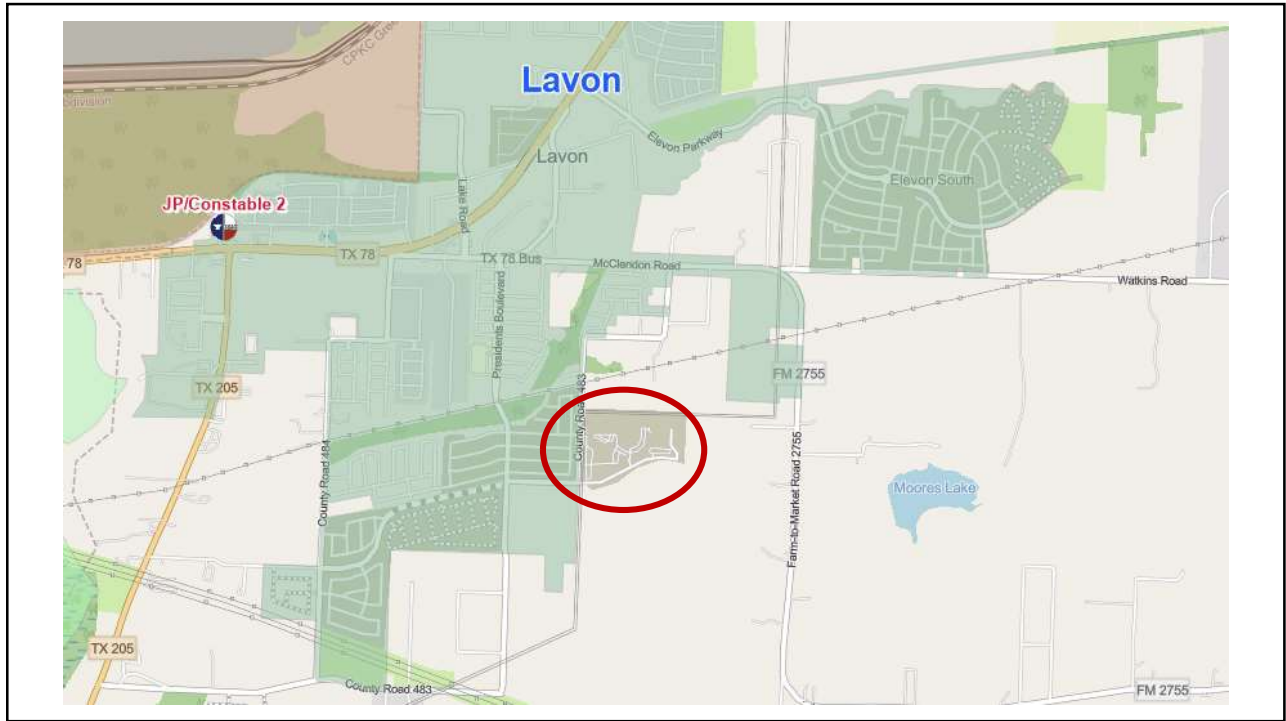 CPKC Gree
Lavon
bdivision
Elevon Parkway
Lavon
Lake Road
Elevon South
JP/Constable 2
TX 78
TX 78 Bus
McClendon Road
78
Watkins Road
Presidents Boulevard
TX 205
FM 2755
County Road 483
County Road 484
Farm-to-Market Road 2755
Moores Lake
TX 205
County Road 483
FM 2755